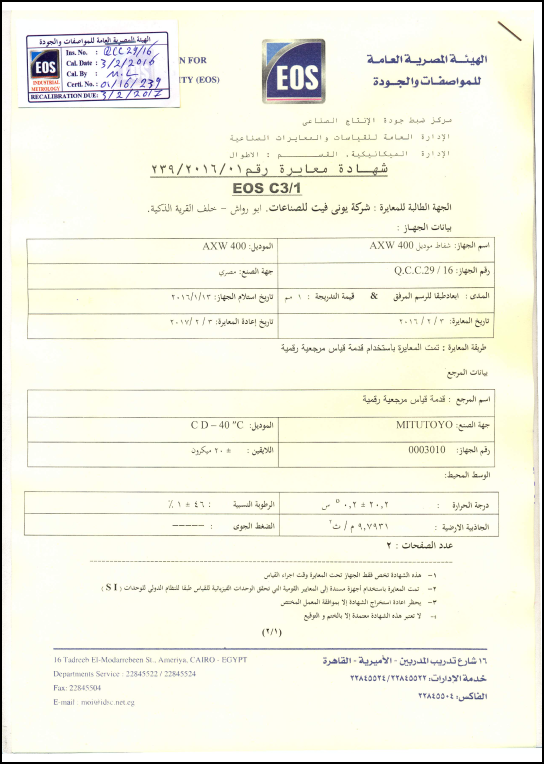 الهيئة المصرية العامة للمواصفات والجودة
Ins. No. : QCC 29/16
Cal. Date : 3/2/2016
Cal. By : M.L
Certi. No. : 01/16/239
RECALIBRATION DUE: 3/2/2017
EOS
INDUSTRIAL
METROLOGY
N FOR
ITY (EOS)
EOS
الهيئة المصرية العامة
للمواصفات والجودة
مركز ضبط جودة الإنتاج الصناعي
الإدارة العامة للقياسات والمعايرات الصناعية
الإدارة الميكانيكية، القسم : الاطوال
شهادة معايرة رقم ٢٣٩/٢٠١٦/٠١
EOS C3/1
الجهة الطالبة للمعايرة : شركة يونى فيت للصناعات. ابو رواش – خلف القرية الذكية.
بيانات الجهاز :
اسم الجهاز: شفاط موديل AXW 400
الموديل: AXW 400
رقم الجهاز: Q.C.C.29 / 16
جهة الصنع: مصرى
المدى : ابعادطبقا للرسم المرفق & قيمة التدريجة : ١ مم
تاريخ استلام الجهاز: ٢٠١٦/١/١٣
تاريخ المعايرة: ٣ / ٢ / ٢٠١٦
تاريخ إعادة المعايرة: ٣ / ٢ / ٢٠١٧
طريقة المعايرة : تمت المعايرة باستخدام قدمة قياس مرجعية رقمية
بيانات المرجع
اسم المرجع : قدمة قياس مرجعية رقمية
جهة الصنع: MITUTOYO
الموديل: C D – 40 "C
رقم الجهاز: 0003010
اللايقين : ± ٢٠ ميكرون
الوسط المحيط:
درجة الحرارة : ٢٠,٢ ± ٠,٢ ° س
الرطوبة النسبية : ٤٦ ± ١ ٪
الجاذبية الارضية : ٩,٧٩٣١ م / ث٢
الضغط الجوى : -----
عدد الصفحات : ٢
١- هذه الشهادة تخص فقط الجهاز تحت المعايرة وقت اجراء القياس
٢- تمت المعايرة باستخدام أجهزة مسندة إلى المعايير القومية التي تحقق الوحدات الفيزيائية للقياس طبقا للنظام الدولي للوحدات ( S I )
٣- يحظر اعادة استخراج الشهادة إلا بموافقة المعمل المختص
٤- لا تعتبر هذه الشهادة معتمدة إلا بالختم و التوقيع
(٢/١)
16 Tadreeb El-Modarrebeen St., Ameriya, CAIRO - EGYPT
Departments Service : 22845522 / 22845524
Fax: 22845504
E-mail : moi@idsc.net.eg
١٦ شارع تدريب المدربين - الأميرية - القاهرة
خدمة الادارات: ٢٢٨٤٥٥٢٢/٢٢٨٤٥٥٢٤
الفاكس: ٢٢٨٤٥٥٠٤